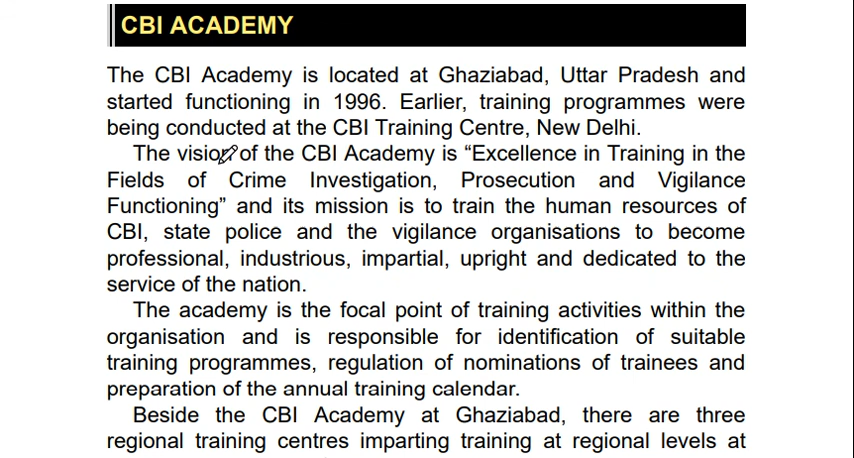 CBI ACADEMY
The CBI Academy is located at Ghaziabad, Uttar Pradesh and
started functioning in 1996. Earlier, training programmes were
being conducted at the CBI Training Centre, New Delhi.
The vision of the CBI Academy is “Excellence in Training in the
Fields of Crime Investigation, Prosecution and Vigilance
Functioning” and its mission is to train the human resources of
CBI, state police and the vigilance organisations to become
professional, industrious, impartial, upright and dedicated to the
service of the nation.
The academy is the focal point of training activities within the
organisation and is responsible for identification of suitable
training programmes, regulation of nominations of trainees and
preparation of the annual training calendar.
Beside the CBI Academy at Ghaziabad, there are three
regional training centres imparting training at regional levels at